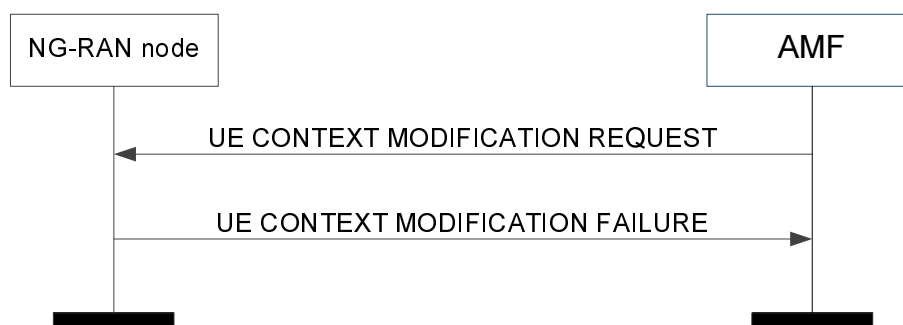 NG-RAN node
AMF
UE CONTEXT MODIFICATION REQUEST
UE CONTEXT MODIFICATION FAILURE